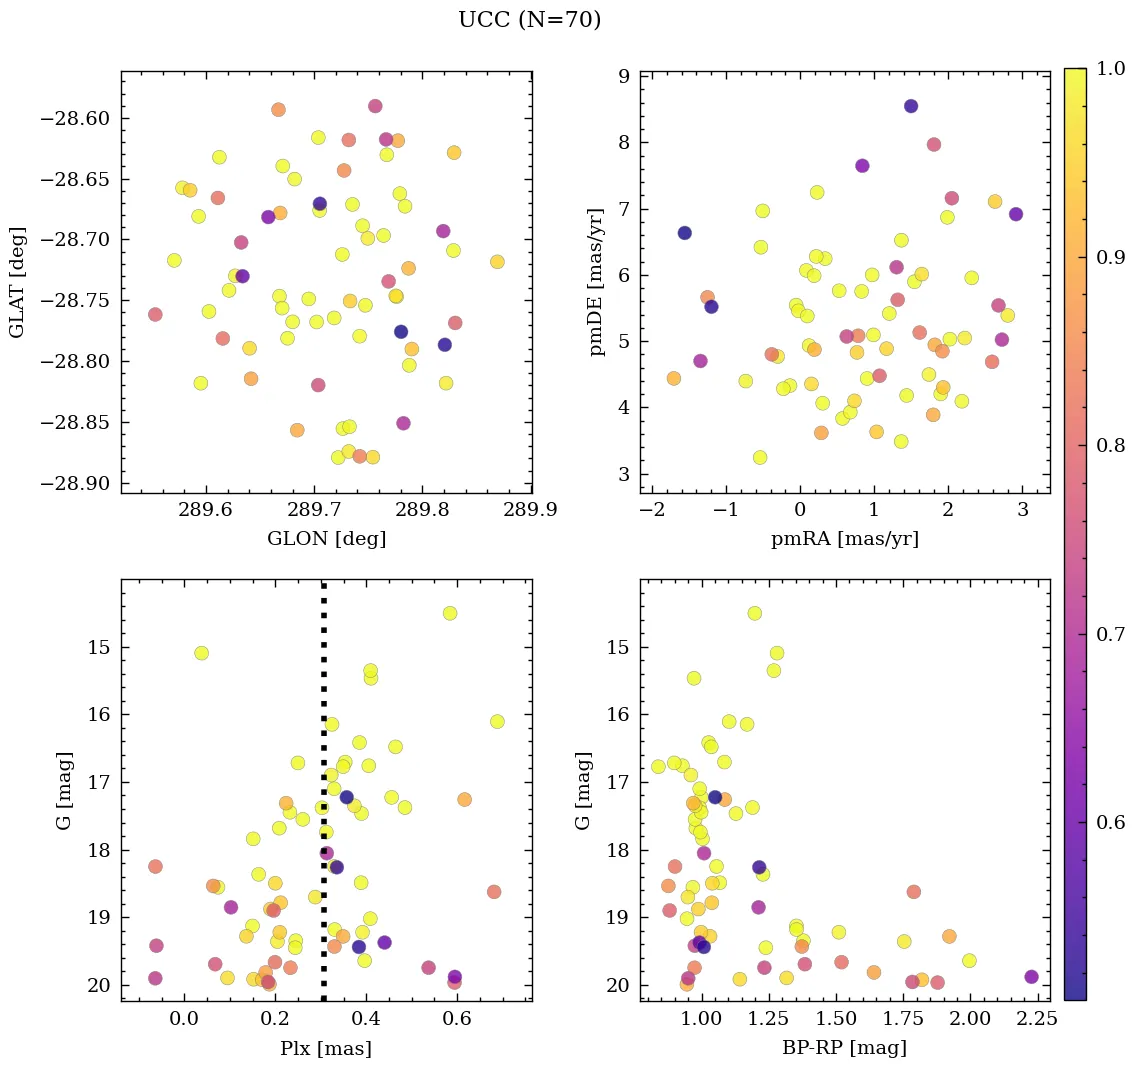 UCC (N=70)
−28.60
−28.65
−28.70
−28.75
−28.80
−28.85
−28.90
GLAT [deg]
289.6 289.7 289.8 289.9
GLON [deg]
9
8
7
6
5
4
3
pmDE [mas/yr]
−2 −1 0 1 2 3
pmRA [mas/yr]
1.0
0.9
0.8
0.7
0.6
15
16
17
18
19
20
G [mag]
0.0 0.2 0.4 0.6
Plx [mas]
15
16
17
18
19
20
G [mag]
1.00 1.25 1.50 1.75 2.00 2.25
BP-RP [mag]